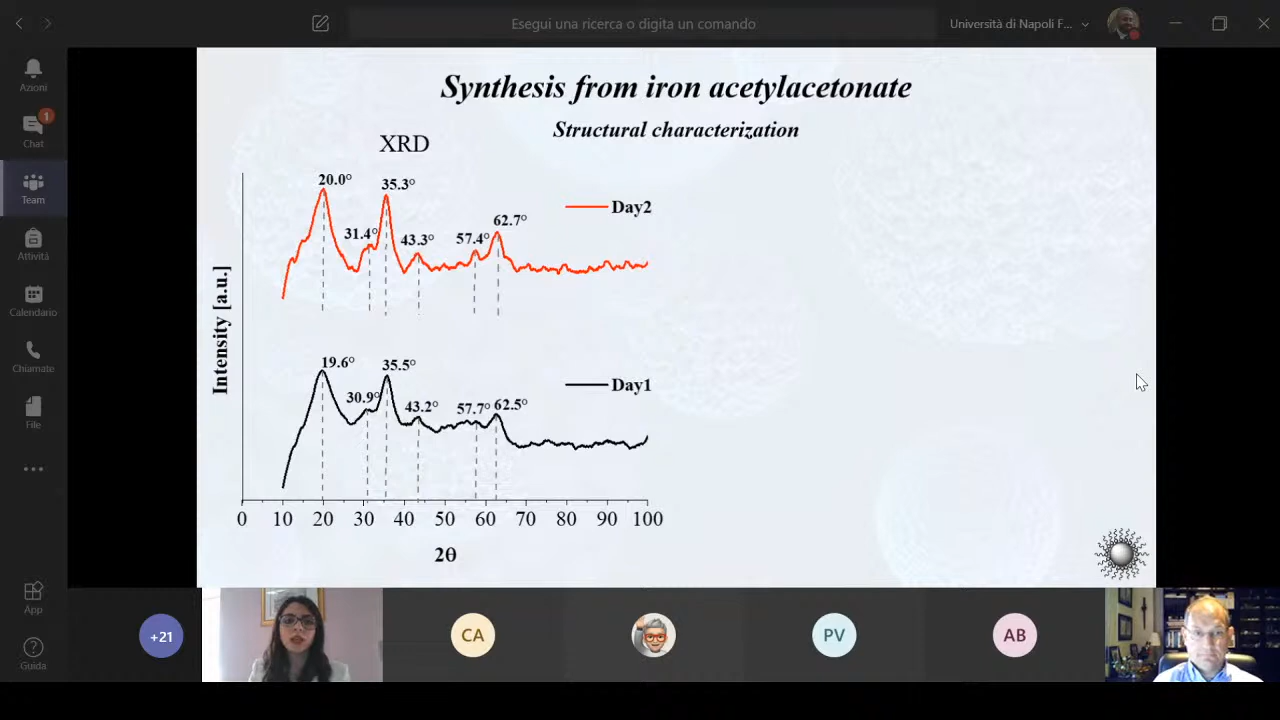 Esegui una ricerca o digita un comando
Università di Napoli F...
Azioni
1
Chat
Team
Attività
Calendario
Chiamate
File
App
Guida
Synthesis from iron acetylacetonate
Structural characterization
XRD
20.0°
35.3°
31.4°
43.3°
57.4°
62.7°
Day2
Intensity [a.u.]
19.6°
35.5°
30.9°
43.2°
57.7°
62.5°
Day1
0 10 20 30 40 50 60 70 80 90 100
2θ
+21
CA
PV
AB